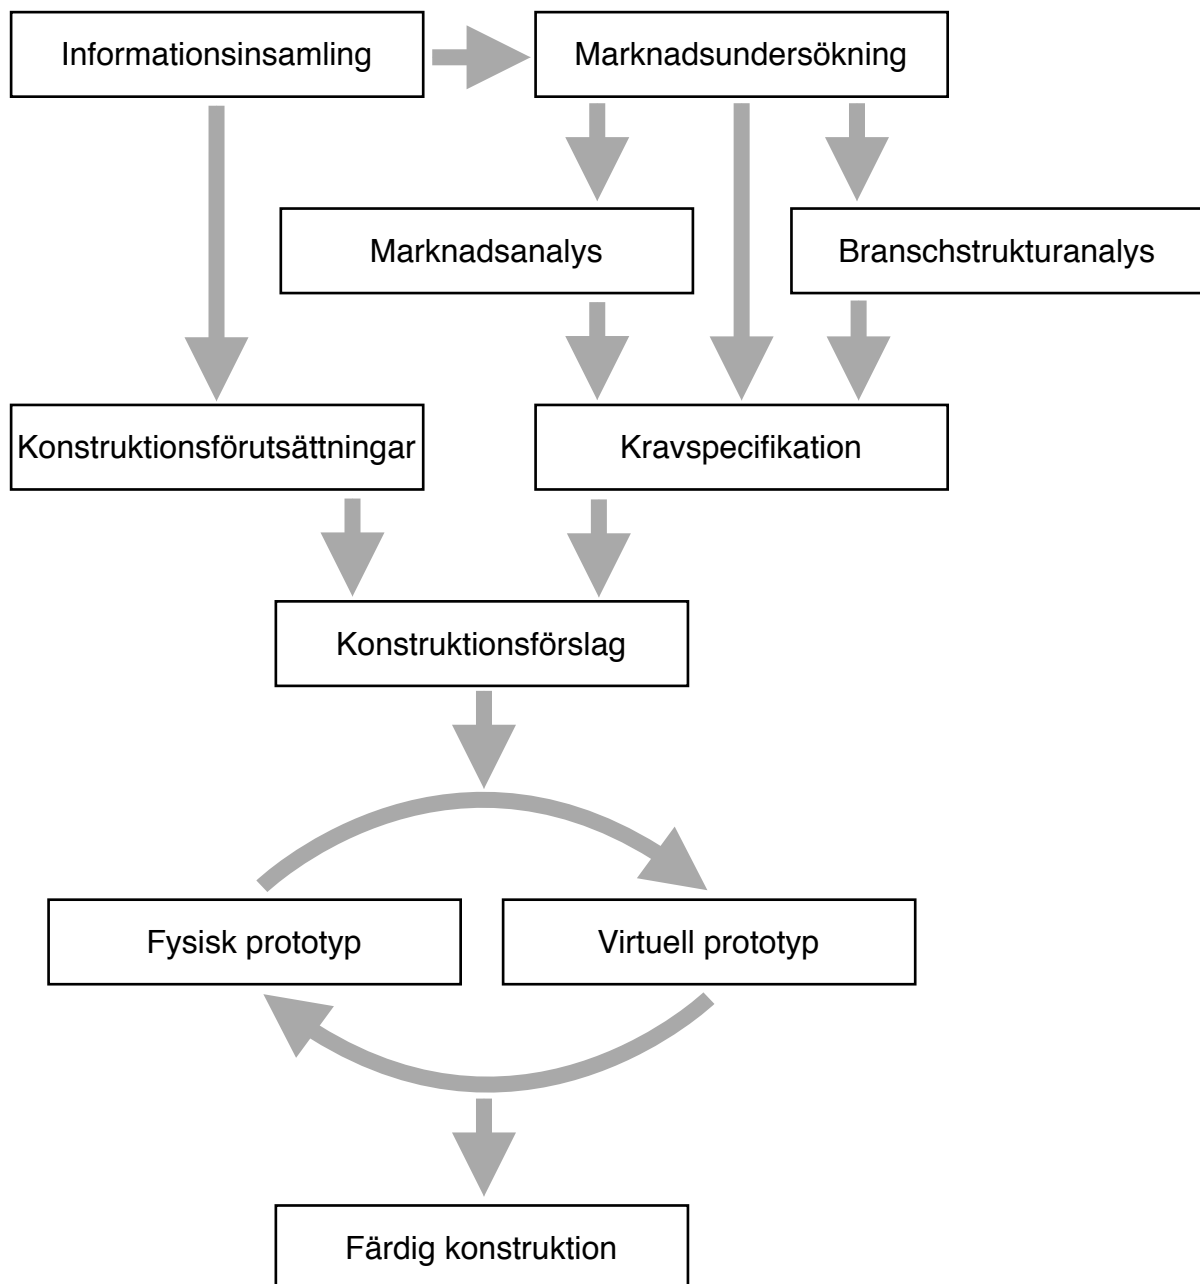 Informationsinsamling
Marknadsundersökning
Marknadsanalys
Branschstrukturanalys
Konstruktionsförutsättningar
Kravspecifikation
Konstruktionsförslag
Fysisk prototyp
Virtuell prototyp
Färdig konstruktion